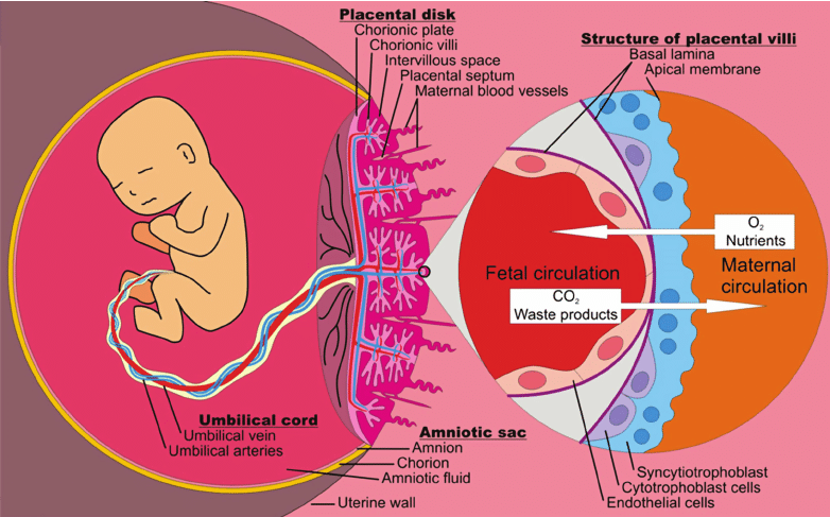 Placental disk
Chorionic plate
Chorionic villi
Intervillous space
Placental septum
Maternal blood vessels
Structure of placental villi
Basal lamina
Apical membrane
O₂
Nutrients
Fetal circulation
Maternal
circulation
CO₂
Waste products
Umbilical cord
Umbilical vein
Umbilical arteries
Amniotic sac
Amnion
Chorion
Amniotic fluid
Uterine wall
Syncytiotrophoblast
Cytotrophoblast cells
Endothelial cells